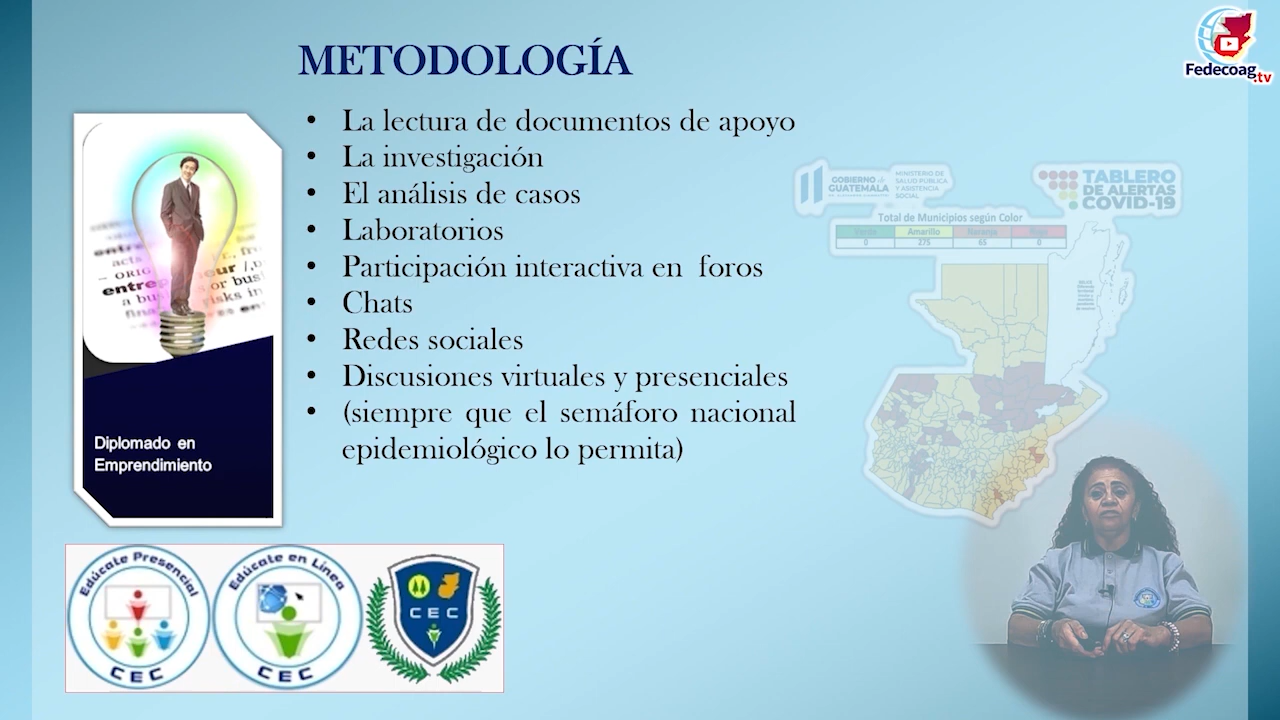 METODOLOGÍA
Fedecoag.tv
• La lectura de documentos de apoyo
• La investigación
• El análisis de casos
• Laboratorios
• Participación interactiva en foros
• Chats
• Redes sociales
• Discusiones virtuales y presenciales
• (siempre que el semáforo nacional
epidemiológico lo permita)
GOBIERNO de
GUATEMALA
MINISTERIO DE
SALUD PÚBLICA
Y ASISTENCIA
SOCIAL
TABLERO
DE ALERTAS
COVID-19
Total de Municipios según Color
Verde Amarillo Naranja Rojo
0 275 65 0
Diplomado en
Emprendimiento
Edúcate Presencial
CEC
Edúcate en Línea
CEC
CEC